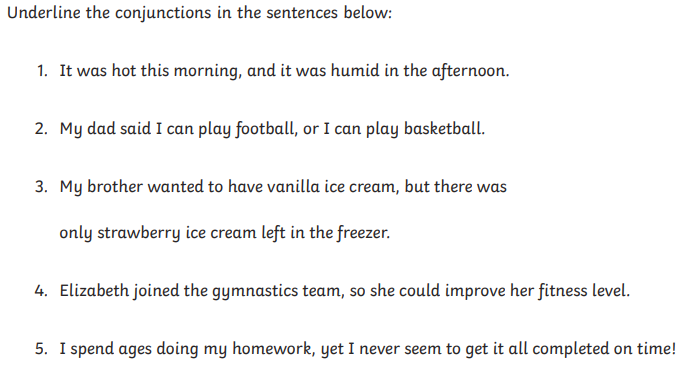 Underline the conjunctions in the sentences below:
1. It was hot this morning, and it was humid in the afternoon.
2. My dad said I can play football, or I can play basketball.
3. My brother wanted to have vanilla ice cream, but there was
only strawberry ice cream left in the freezer.
4. Elizabeth joined the gymnastics team, so she could improve her fitness level.
5. I spend ages doing my homework, yet I never seem to get it all completed on time!